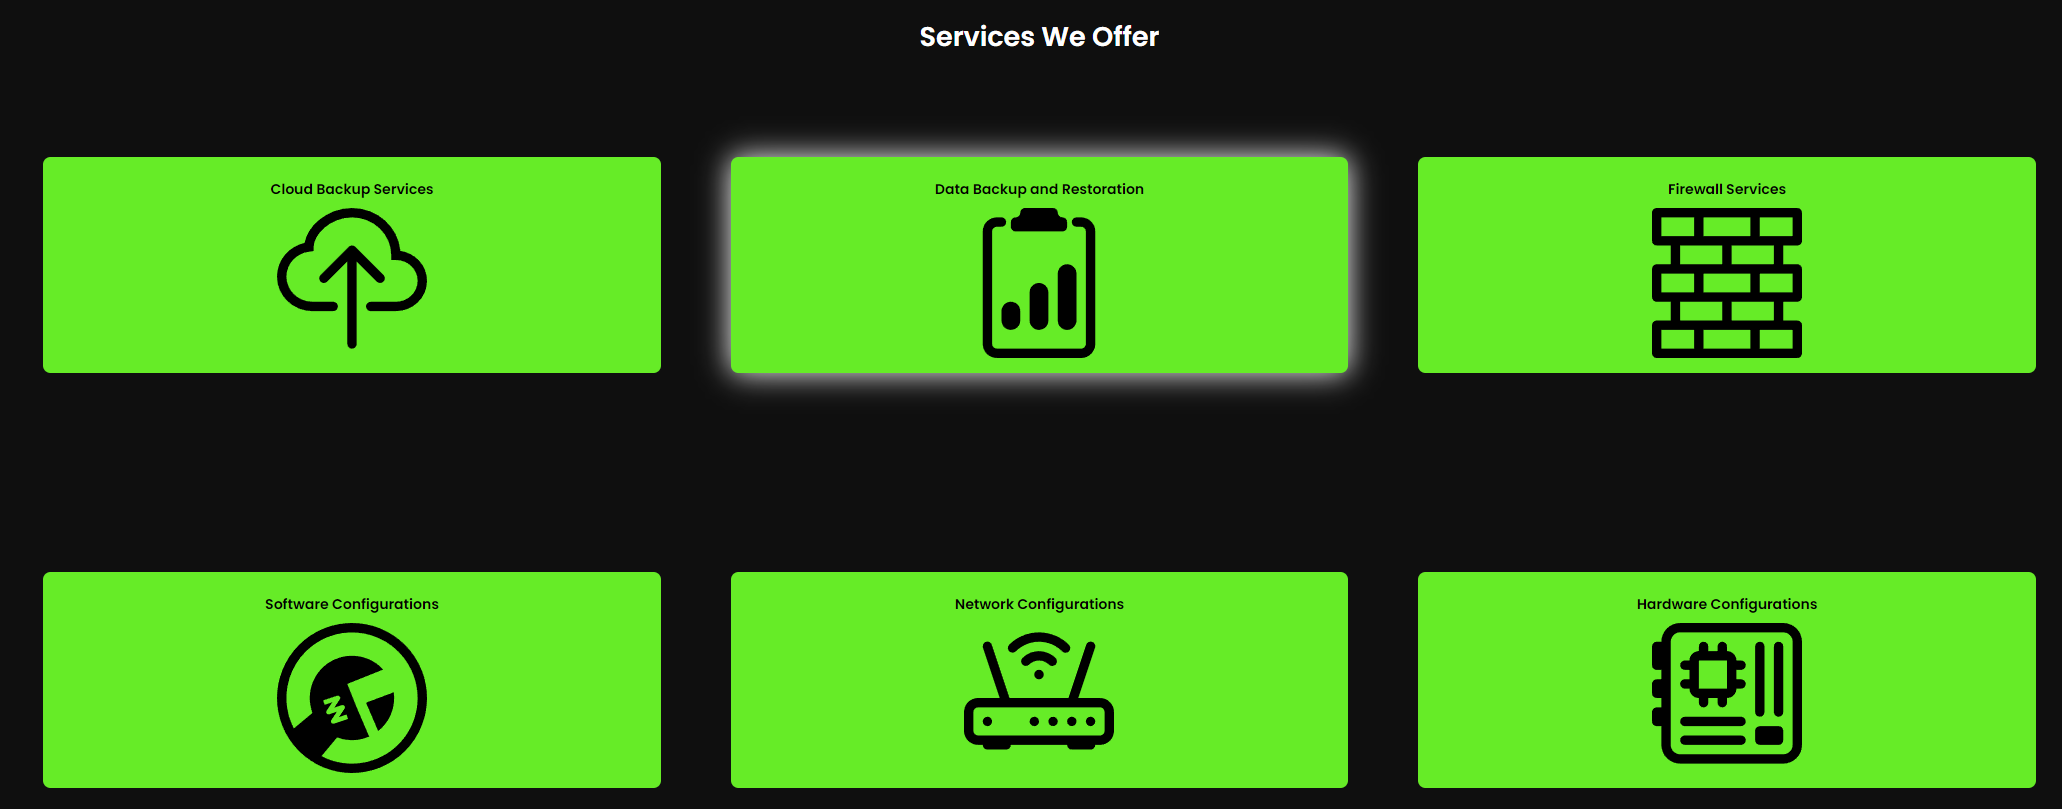 Services We Offer
Cloud Backup Services
Data Backup and Restoration
Firewall Services
Software Configurations
Network Configurations
Hardware Configurations